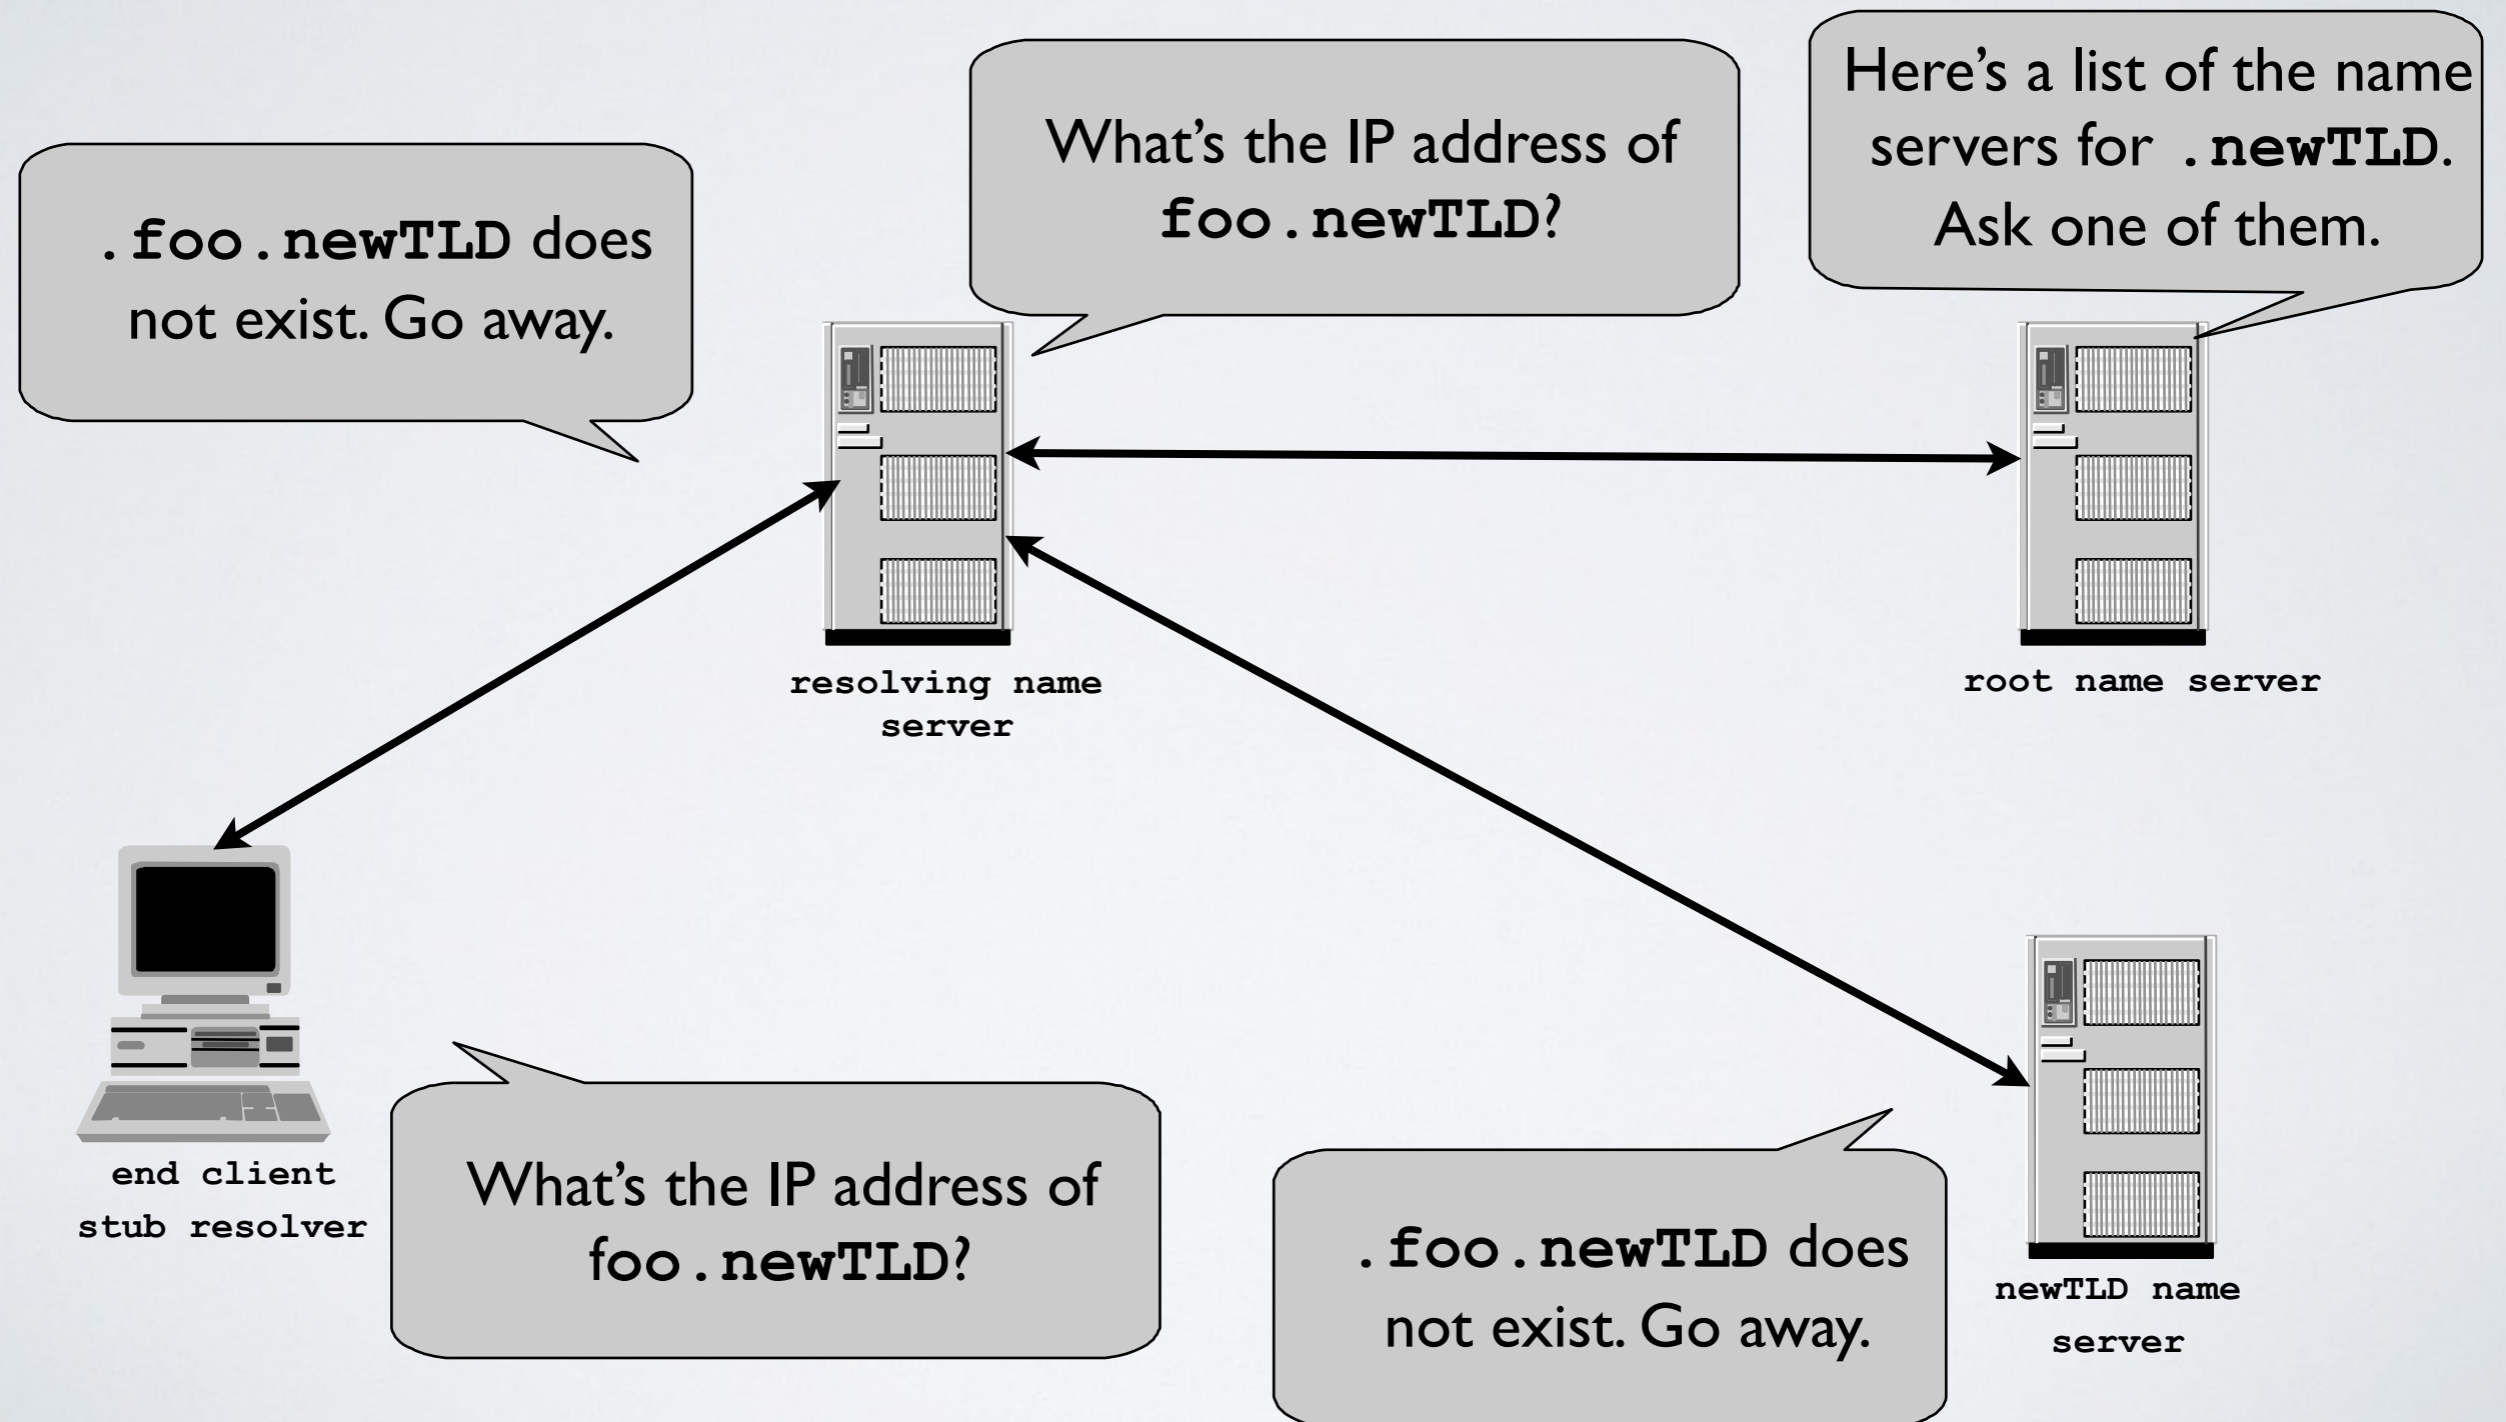 .foo.newTLD does
not exist. Go away.
What's the IP address of
foo.newTLD?
Here's a list of the name
servers for .newTLD.
Ask one of them.
resolving name
server
root name server
end client
stub resolver
What's the IP address of
foo.newTLD?
.foo.newTLD does
not exist. Go away.
newTLD name
server